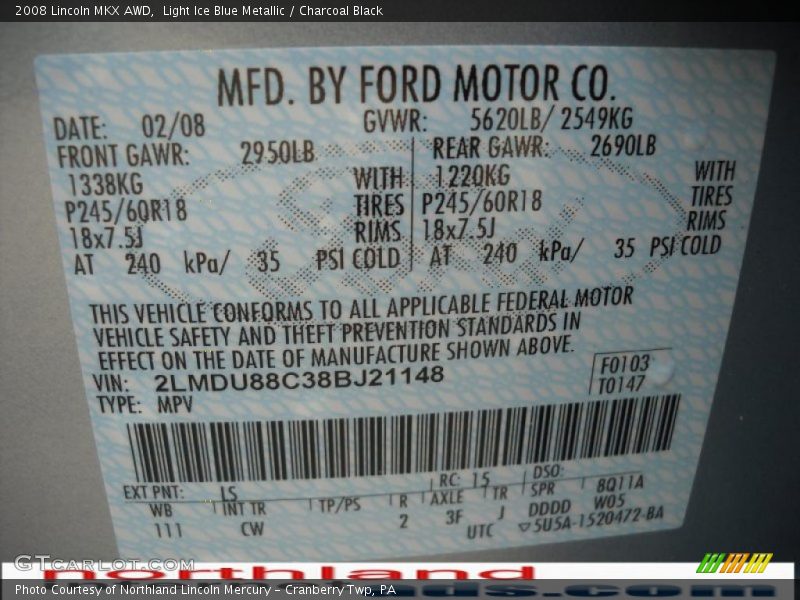 2008 Lincoln MKX AWD,  Light Ice Blue Metallic / Charcoal Black
MFD. BY FORD MOTOR CO.
DATE: 02/08 GVWR: 5620LB/ 2549KG
FRONT GAWR: 2950LB REAR GAWR: 2690LB
1338KG WITH 1220KG WITH
P245/60R18 TIRES P245/60R18 TIRES
18x7.5J RIMS 18x7.5J RIMS
AT 240 kPa/ 35 PSI COLD AT 240 kPa/ 35 PSI COLD
THIS VEHICLE CONFORMS TO ALL APPLICABLE FEDERAL MOTOR
VEHICLE SAFETY AND THEFT PREVENTION STANDARDS IN
EFFECT ON THE DATE OF MANUFACTURE SHOWN ABOVE.
F0103
VIN: 2LMDU88C38BJ21148 T0147
TYPE: MPV
EXT PNT: LS RC: 15 DSO:
WB INT TR TP/PS R AXLE TR SPR 8Q11A
111 CW 2 3F J DDDD W05
UTC 5U5A-1520472-BA
GTCarLot.com
northland
Photo Courtesy of Northland Lincoln Mercury - Cranberry Twp, PA